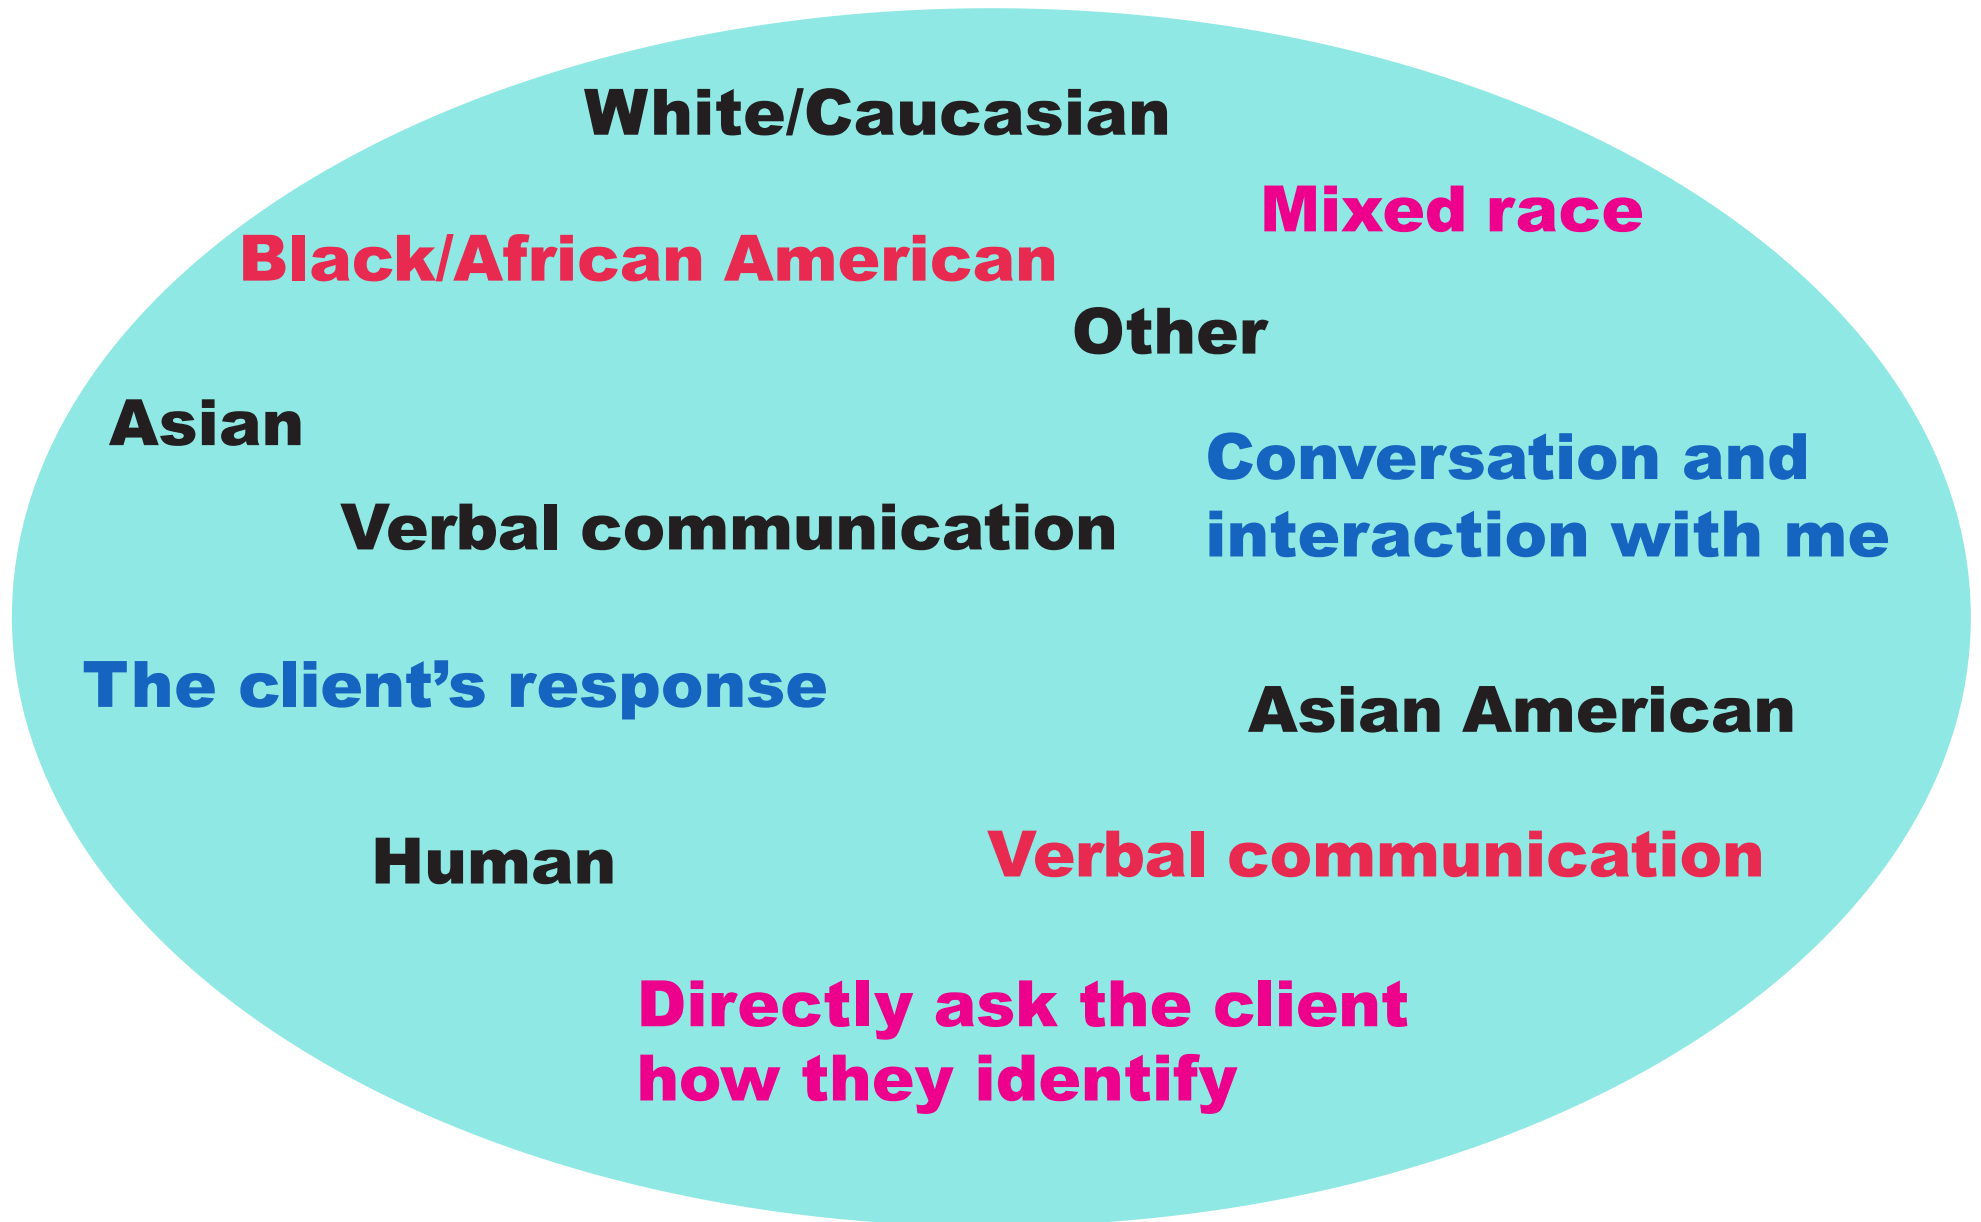 White/Caucasian
Mixed race
Black/African American
Other
Asian
Conversation and
interaction with me
Verbal communication
The client’s response
Asian American
Human
Verbal communication
Directly ask the client
how they identify